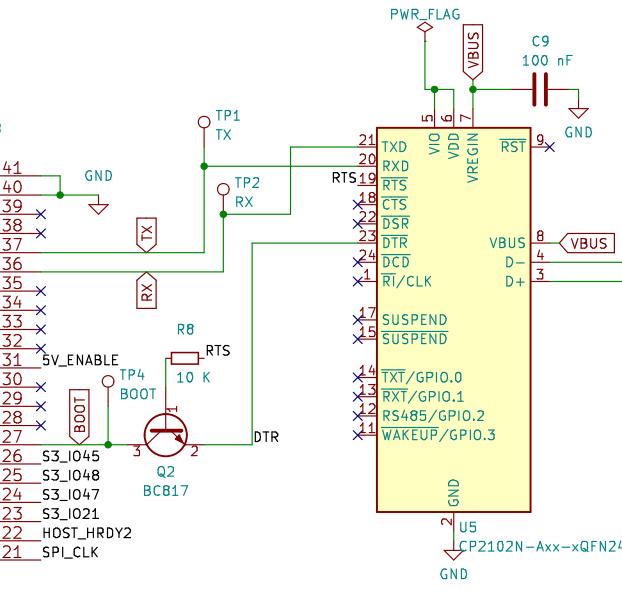 PWR_FLAG
VBUS
C9
100 nF
GND
TP1
TX
TP2
RX
5
6
7
VIO
VDD
VREGIN
21 TXD
20 RXD
RTS 19 RTS
18 CTS
22 DSR
23 DTR
24 DCD
1 RI/CLK
17 SUSPEND
15 SUSPEND
14 TXT/GPIO.0
13 RXT/GPIO.1
12 RS485/GPIO.2
11 WAKEUP/GPIO.3
RST 9
VBUS 8 VBUS
D- 4
D+ 3
GND
2
U5
CP2102N-Axx-xQFN24
GND
41
40
GND
39
38
37
TX
36
RX
35
34
33
32
31 5V_ENABLE
30
29
28
27
BOOT
TP4
BOOT
R8
10 K
RTS
1
3
2
DTR
Q2
BC817
26 S3_IO45
25 S3_IO48
24 S3_IO47
23 S3_IO21
22 HOST_HRDY2
21 SPI_CLK